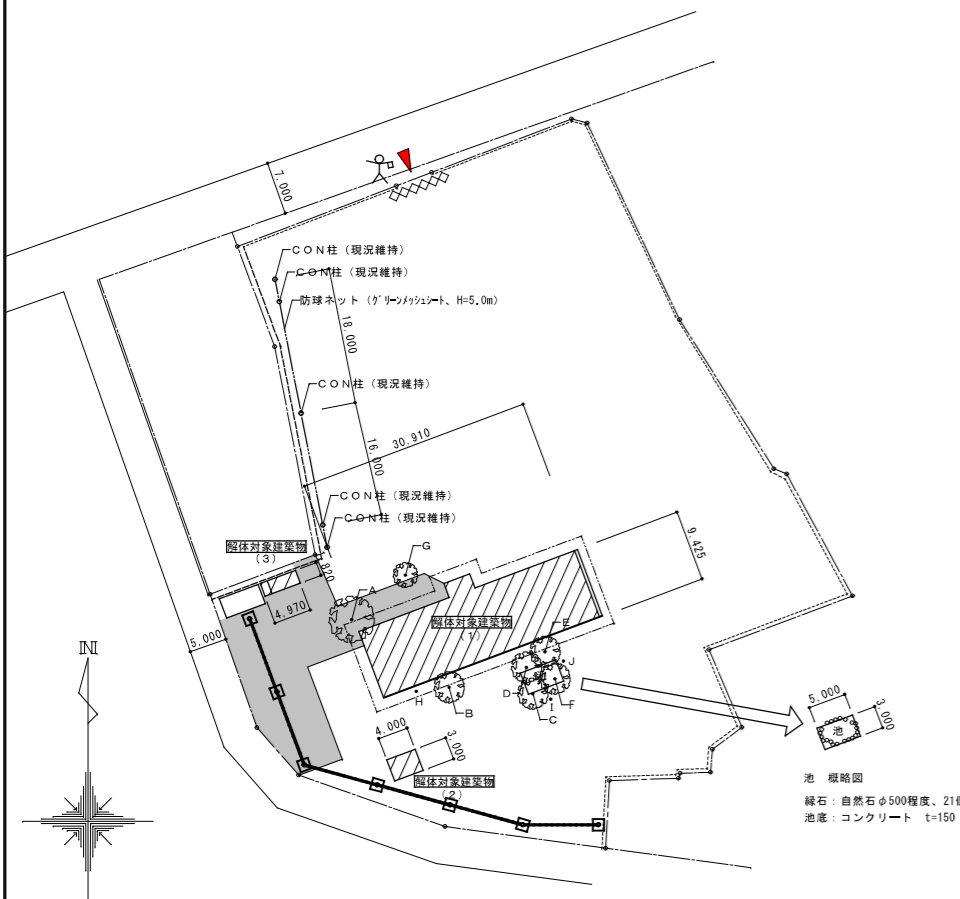 7.000
CON柱（現況維持）
CON柱（現況維持）
防球ネット（グリーンメッシュシート、H=5.0m）
18.000
CON柱（現況維持）
30.910
16.000
CON柱（現況維持）
CON柱（現況維持）
解体対象建築物
（3）
G
820
9.425
A
4.970
解体対象建築物
（1）
E
5.000
J
N
D
F
H
B
I
C
5.000
3.000
池
4.000
3.000
解体対象建築物
（2）
池 概略図
縁石：自然石φ500程度、21個
池底：コンクリート t=150